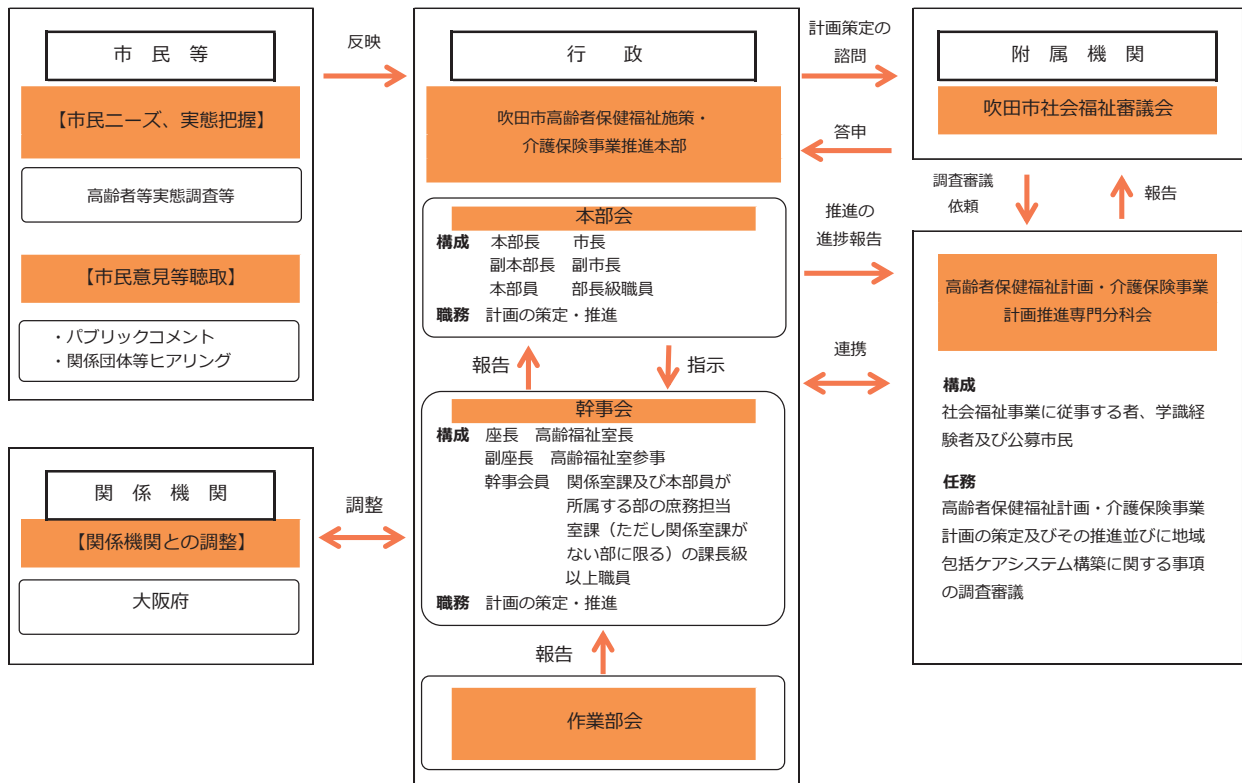 市　民　等
【市民ニーズ、実態把握】
高齢者等実態調査等
【市民意見等聴取】
・パブリックコメント
・関係団体等ヒアリング
関　係　機　関
【関係機関との調整】
大阪府
反映
調整
行　　政
吹田市高齢者保健福祉施策・
介護保険事業推進本部
本部会
構成　本部長　市長
副本部長　副市長
本部員　部長級職員
職務　計画の策定・推進
報告
指示
幹事会
構成　座長　高齢福祉室長
副座長　高齢福祉室参事
幹事会員　関係室課及び本部員が
所属する部の庶務担当
室課（ただし関係室課が
ない部に限る）の課長級
以上職員
職務　計画の策定・推進
報告
作業部会
計画策定の
諮問
答申
推進の
進捗報告
連携
附　属　機　関
吹田市社会福祉審議会
調査審議
依頼
報告
高齢者保健福祉計画・介護保険事業
計画推進専門分科会
構成
社会福祉事業に従事する者、学識経
験者及び公募市民
任務
高齢者保健福祉計画・介護保険事業
計画の策定及びその推進並びに地域
包括ケアシステム構築に関する事項
の調査審議